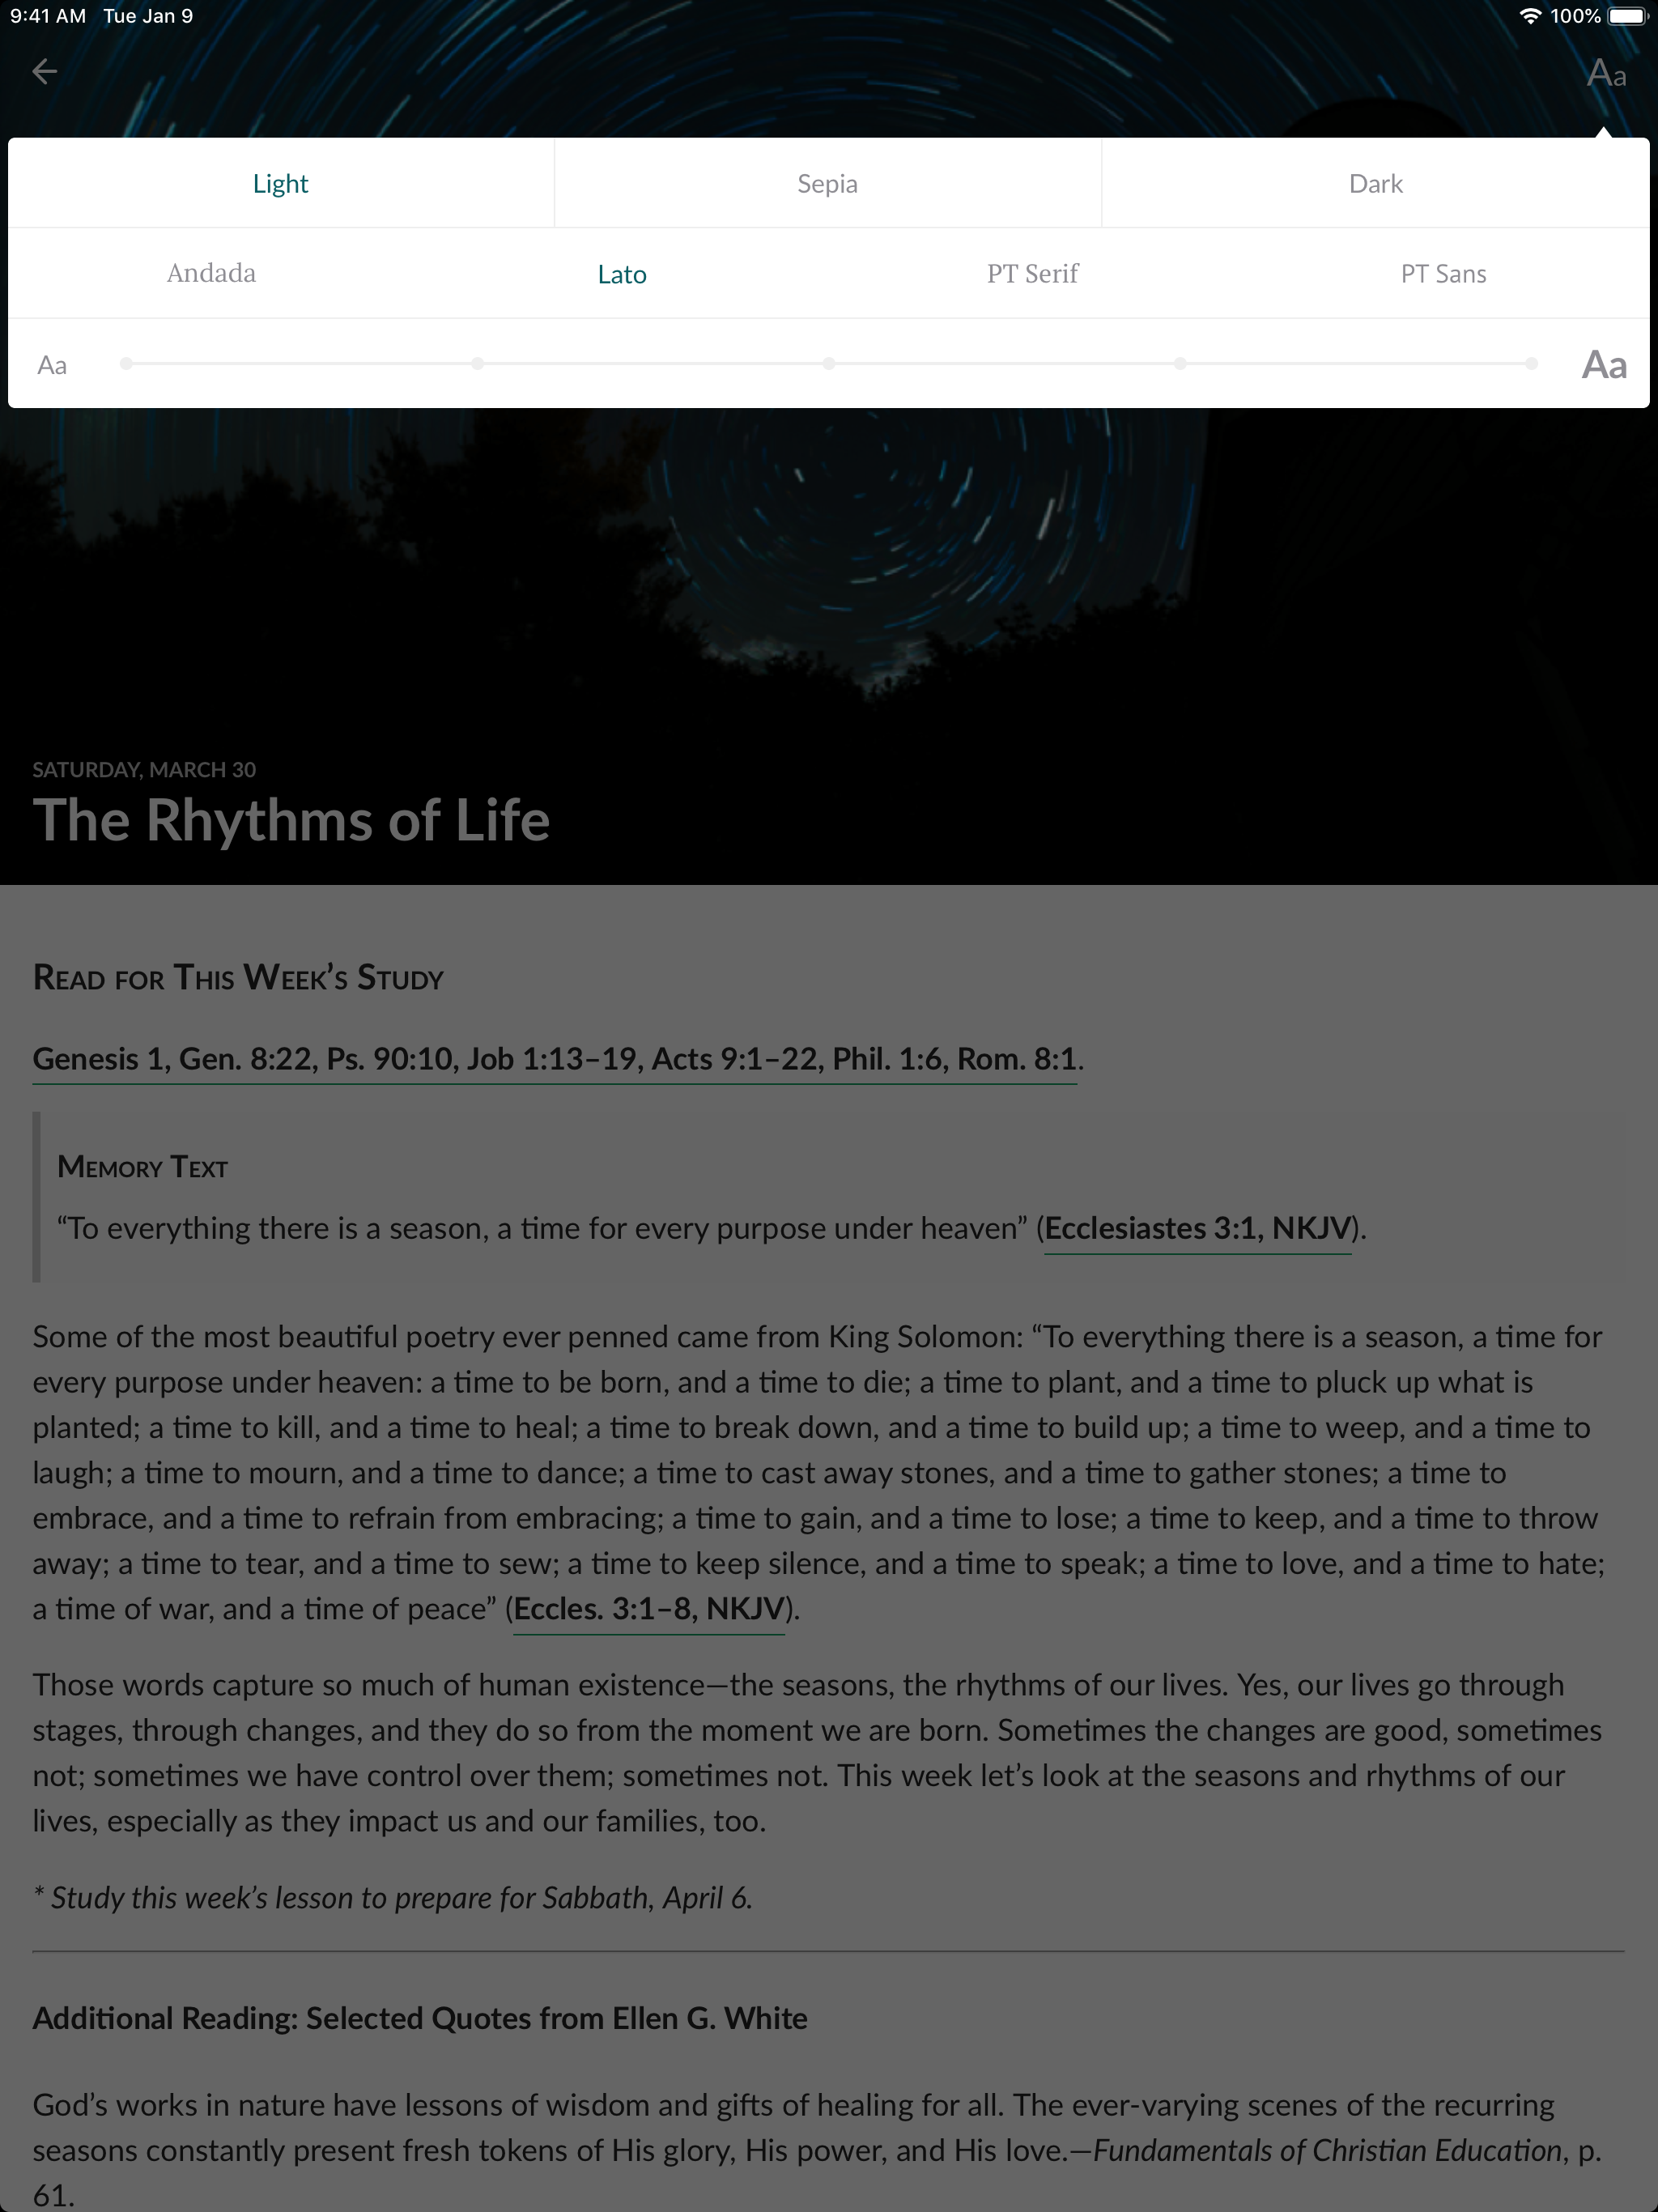 9:41 AM Tue Jan 9 100%
Aa
Light Sepia Dark
Andada Lato PT Serif PT Sans
Aa Aa
SATURDAY, MARCH 30
The Rhythms of Life
READ FOR THIS WEEK’S STUDY
Genesis 1, Gen. 8:22, Ps. 90:10, Job 1:13–19, Acts 9:1–22, Phil. 1:6, Rom. 8:1.
MEMORY TEXT
“To everything there is a season, a time for every purpose under heaven” (Ecclesiastes 3:1, NKJV).
Some of the most beautiful poetry ever penned came from King Solomon: “To everything there is a season, a time for
every purpose under heaven: a time to be born, and a time to die; a time to plant, and a time to pluck up what is
planted; a time to kill, and a time to heal; a time to break down, and a time to build up; a time to weep, and a time to
laugh; a time to mourn, and a time to dance; a time to cast away stones, and a time to gather stones; a time to
embrace, and a time to refrain from embracing; a time to gain, and a time to lose; a time to keep, and a time to throw
away; a time to tear, and a time to sew; a time to keep silence, and a time to speak; a time to love, and a time to hate;
a time of war, and a time of peace” (Eccles. 3:1–8, NKJV).
Those words capture so much of human existence—the seasons, the rhythms of our lives. Yes, our lives go through
stages, through changes, and they do so from the moment we are born. Sometimes the changes are good, sometimes
not; sometimes we have control over them; sometimes not. This week let’s look at the seasons and rhythms of our
lives, especially as they impact us and our families, too.
* Study this week’s lesson to prepare for Sabbath, April 6.
Additional Reading: Selected Quotes from Ellen G. White
God’s works in nature have lessons of wisdom and gifts of healing for all. The ever-varying scenes of the recurring
seasons constantly present fresh tokens of His glory, His power, and His love.—Fundamentals of Christian Education, p.
61.